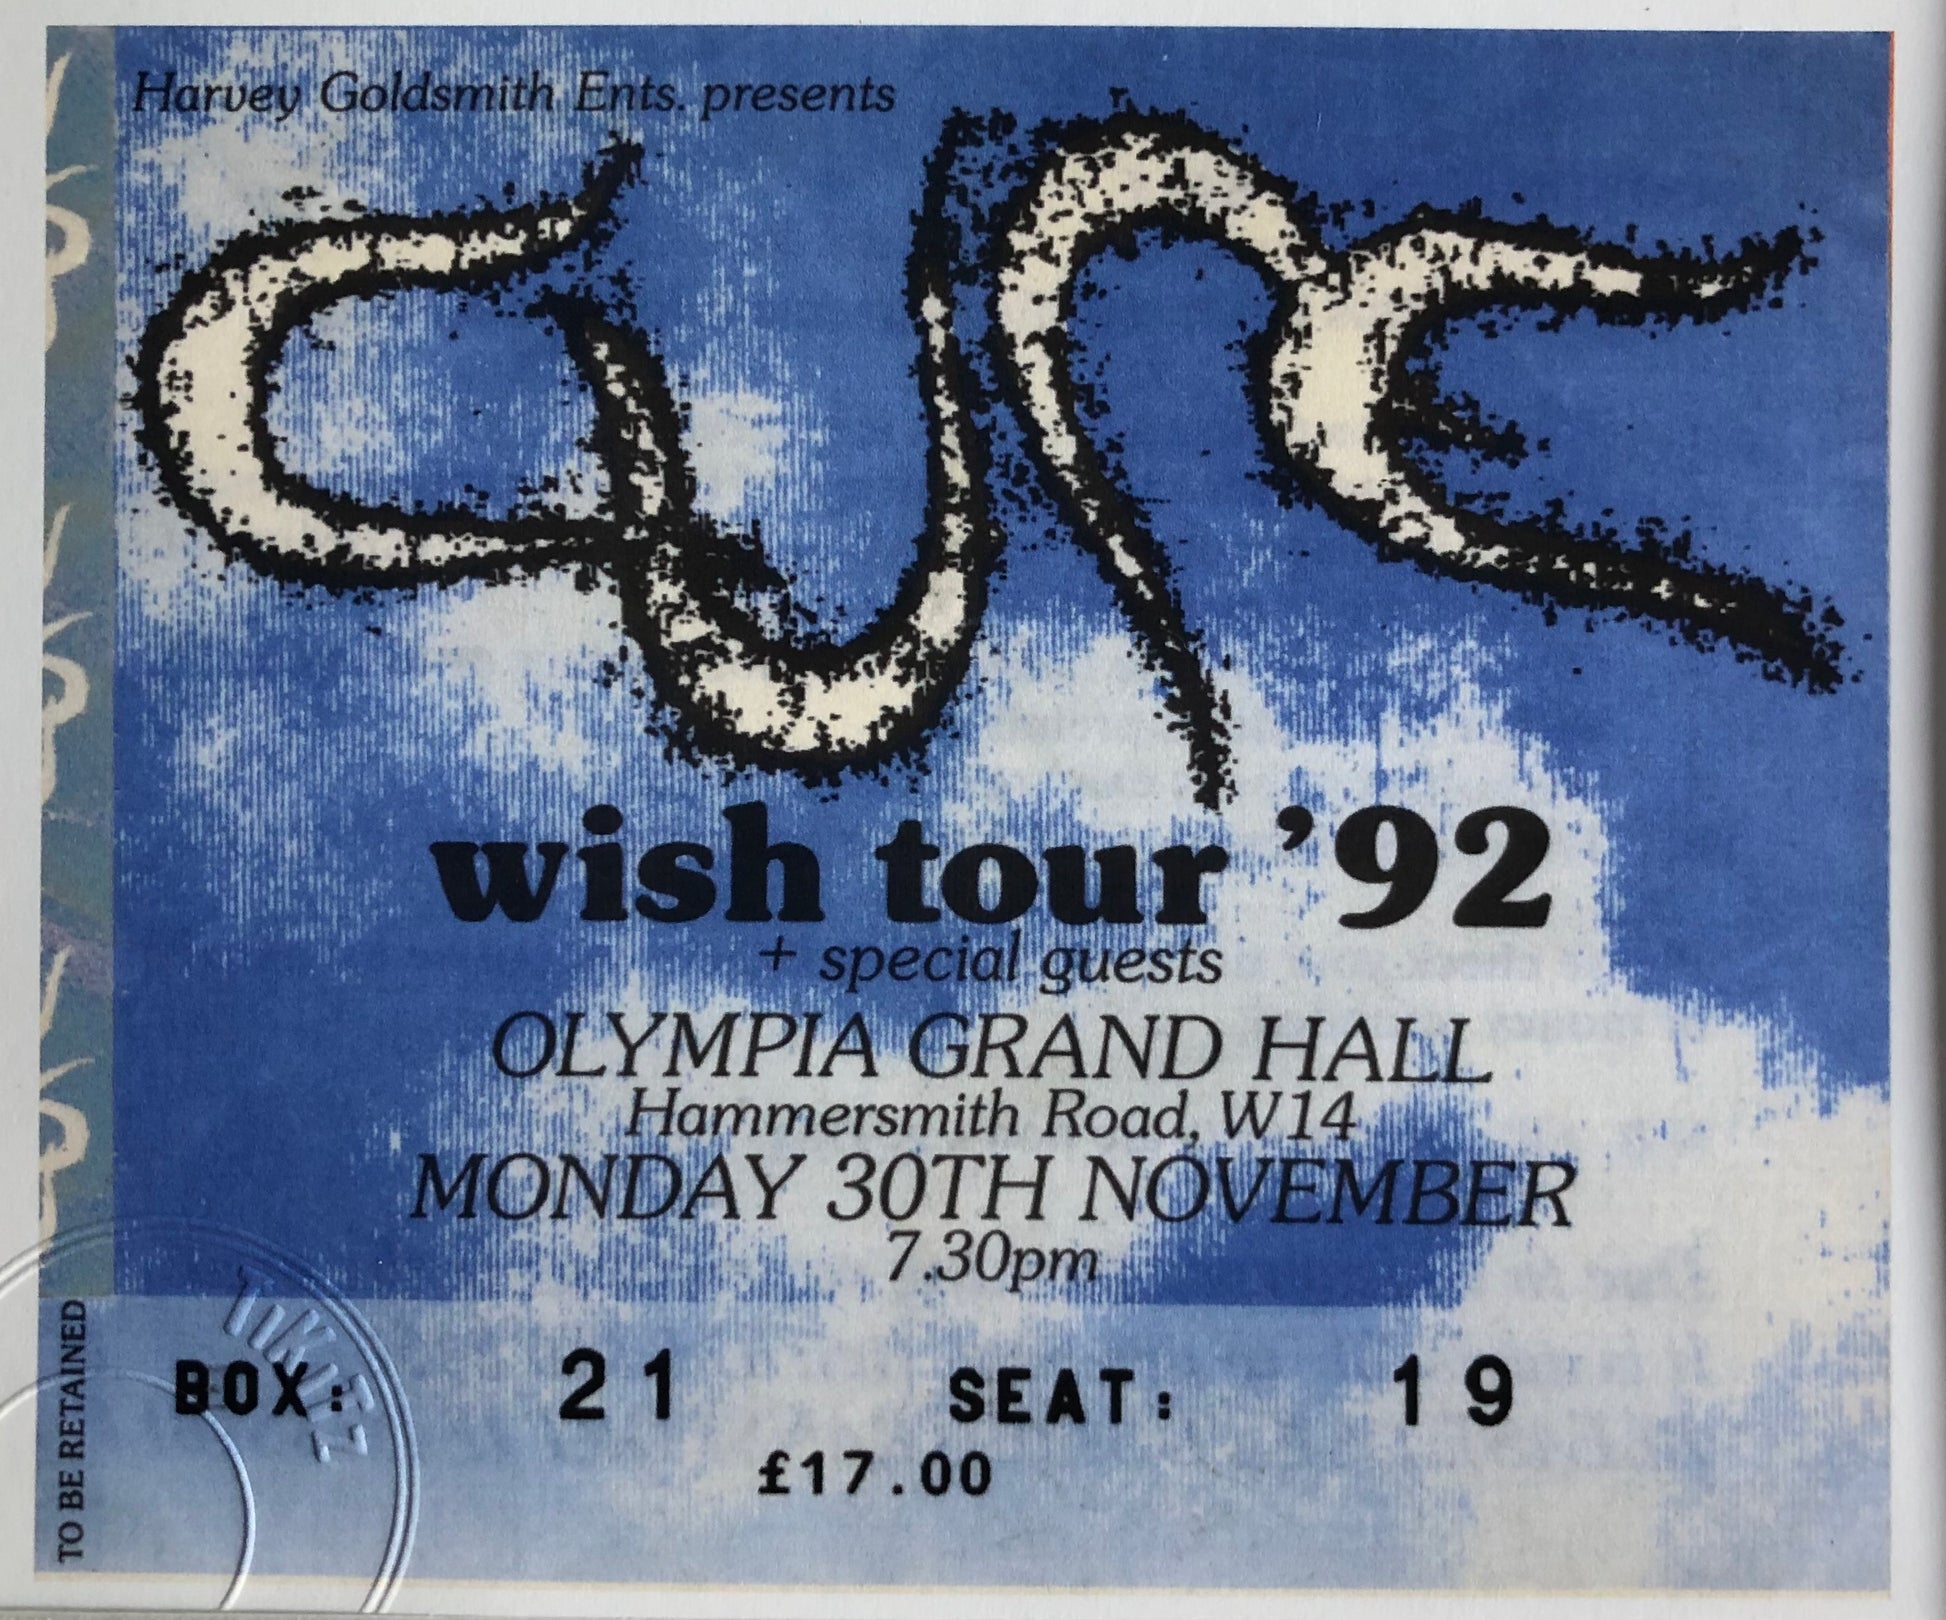 Harvey Goldsmith Ents. presents
CURE
wish tour '92
+ special guests
OLYMPIA GRAND HALL
Hammersmith Road, W14
MONDAY 30TH NOVEMBER
7.30pm
BOX: 21 SEAT: 19
£17.00
TO BE RETAINED
TIKITZ